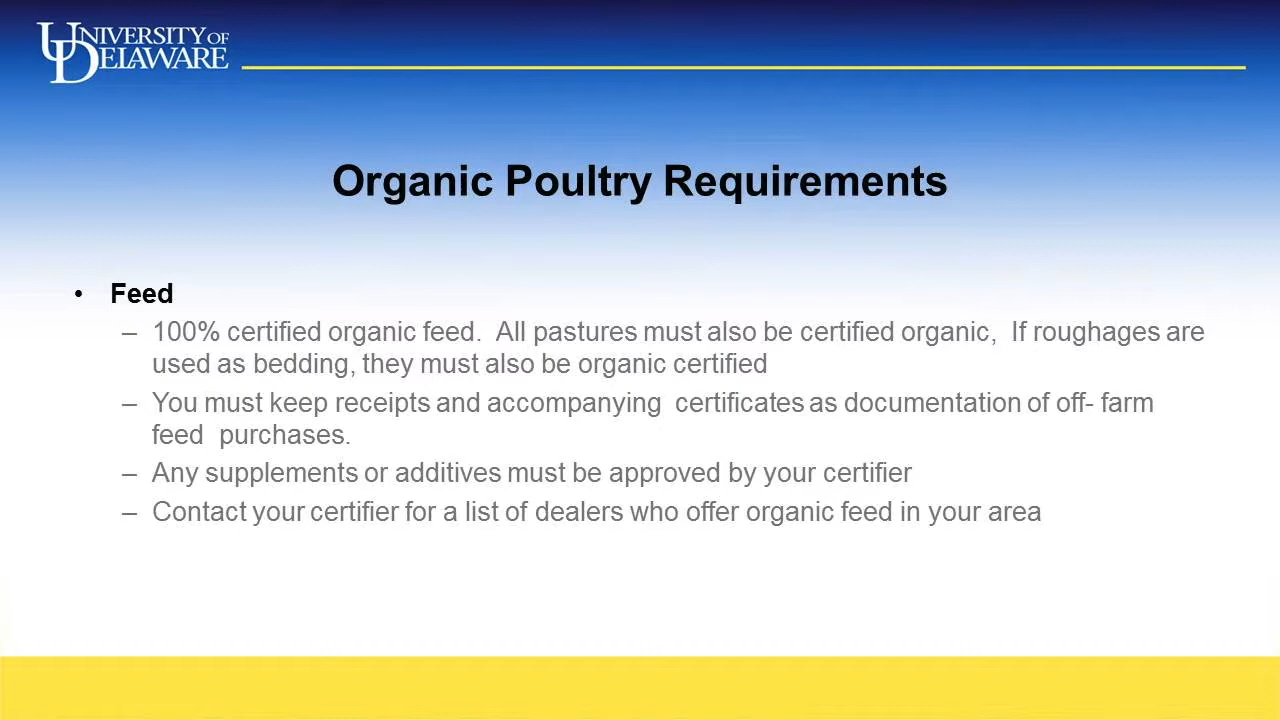 UNIVERSITY OF
DELAWARE
Organic Poultry Requirements
• Feed
– 100% certified organic feed.  All pastures must also be certified organic,  If roughages are
used as bedding, they must also be organic certified
– You must keep receipts and accompanying  certificates as documentation of off- farm
feed  purchases.
– Any supplements or additives must be approved by your certifier
– Contact your certifier for a list of dealers who offer organic feed in your area